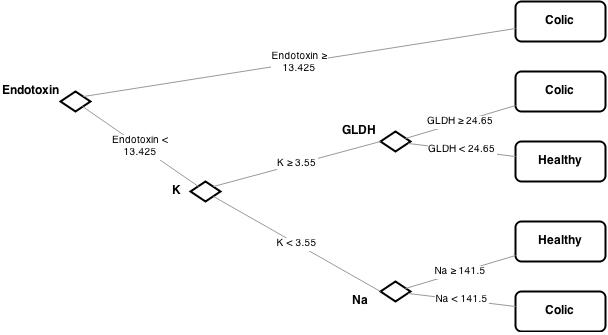 Colic
Endotoxin ≥
13.425
Colic
Endotoxin
GLDH ≥ 24.65
GLDH
Endotoxin <
13.425
GLDH < 24.65
K ≥ 3.55
Healthy
K
K < 3.55
Healthy
Na ≥ 141.5
Na
Na < 141.5
Colic